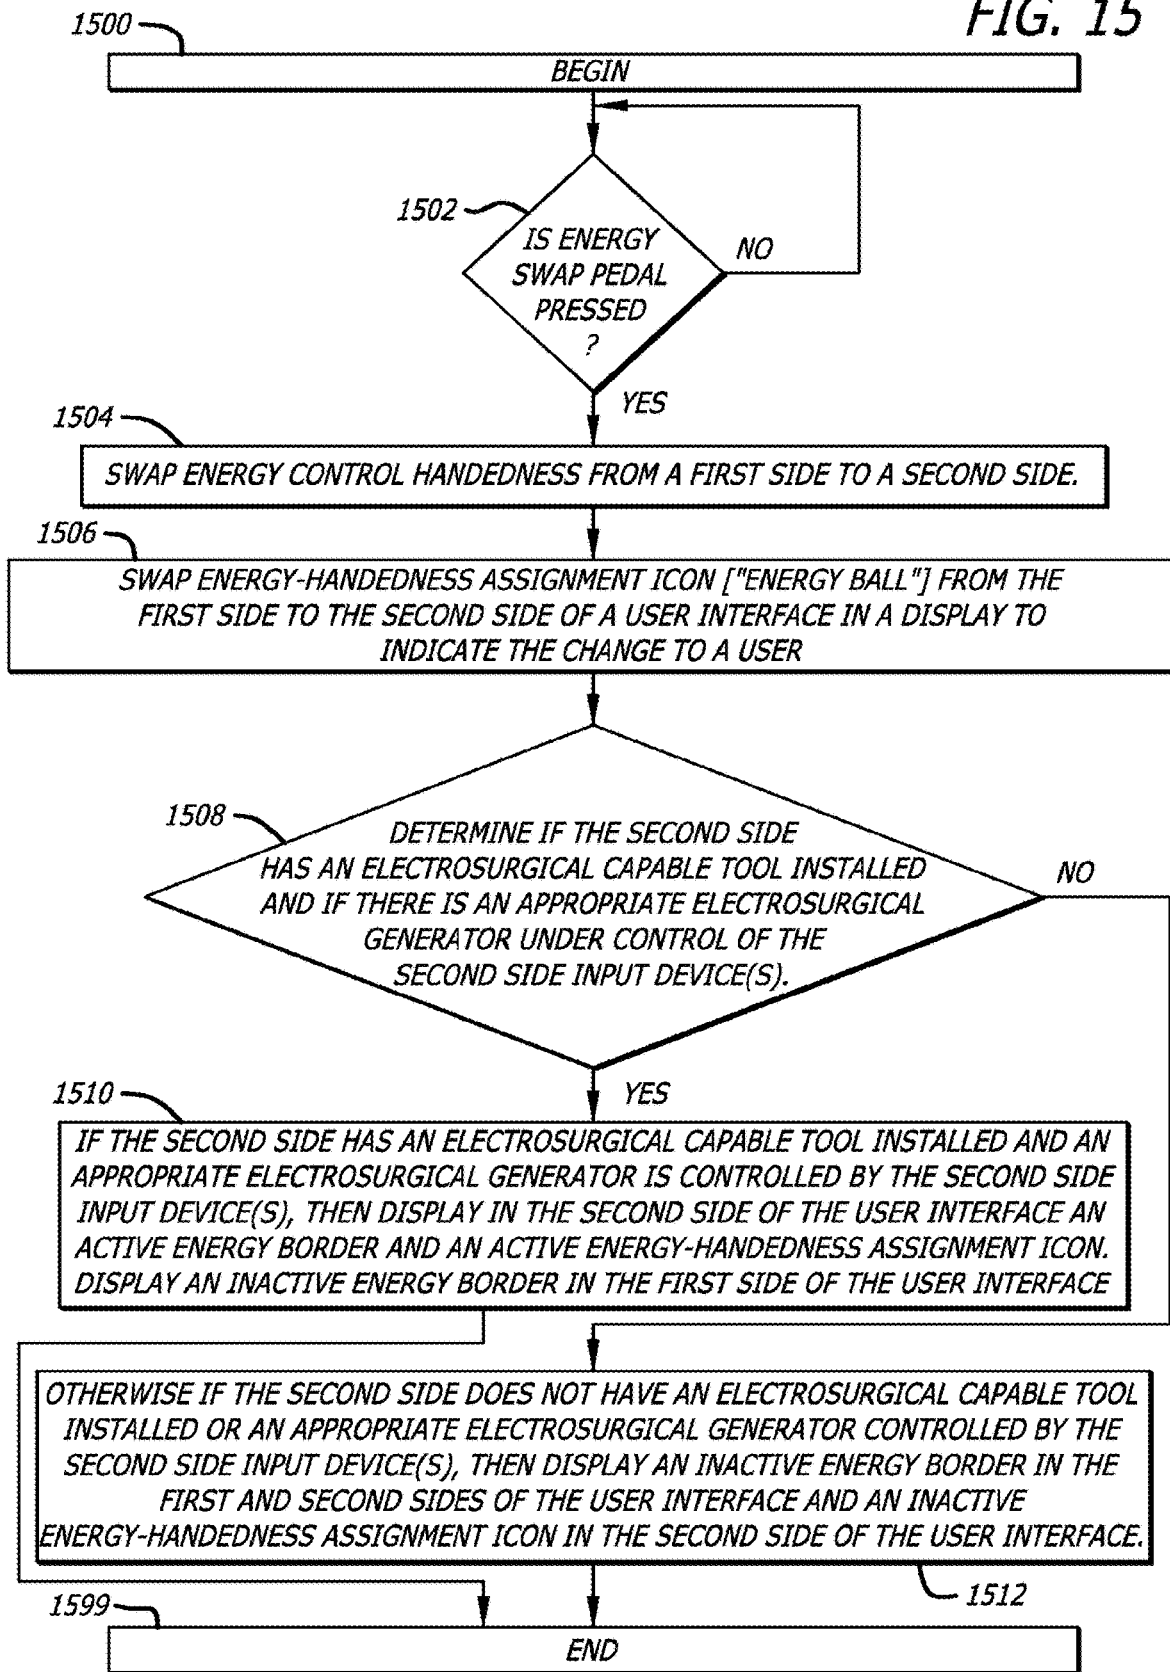 FIG. 15
1500
BEGIN
1502
IS ENERGY
SWAP PEDAL
PRESSED
?
NO
YES
1504
SWAP ENERGY CONTROL HANDEDNESS FROM A FIRST SIDE TO A SECOND SIDE.
1506
SWAP ENERGY-HANDEDNESS ASSIGNMENT ICON ["ENERGY BALL"] FROM THE
FIRST SIDE TO THE SECOND SIDE OF A USER INTERFACE IN A DISPLAY TO
INDICATE THE CHANGE TO A USER
1508
DETERMINE IF THE SECOND SIDE
HAS AN ELECTROSURGICAL CAPABLE TOOL INSTALLED
AND IF THERE IS AN APPROPRIATE ELECTROSURGICAL
GENERATOR UNDER CONTROL OF THE
SECOND SIDE INPUT DEVICE(S).
NO
YES
1510
IF THE SECOND SIDE HAS AN ELECTROSURGICAL CAPABLE TOOL INSTALLED AND AN
APPROPRIATE ELECTROSURGICAL GENERATOR IS CONTROLLED BY THE SECOND SIDE
INPUT DEVICE(S), THEN DISPLAY IN THE SECOND SIDE OF THE USER INTERFACE AN
ACTIVE ENERGY BORDER AND AN ACTIVE ENERGY-HANDEDNESS ASSIGNMENT ICON.
DISPLAY AN INACTIVE ENERGY BORDER IN THE FIRST SIDE OF THE USER INTERFACE
OTHERWISE IF THE SECOND SIDE DOES NOT HAVE AN ELECTROSURGICAL CAPABLE TOOL
INSTALLED OR AN APPROPRIATE ELECTROSURGICAL GENERATOR CONTROLLED BY THE
SECOND SIDE INPUT DEVICE(S), THEN DISPLAY AN INACTIVE ENERGY BORDER IN THE
FIRST AND SECOND SIDES OF THE USER INTERFACE AND AN INACTIVE
ENERGY-HANDEDNESS ASSIGNMENT ICON IN THE SECOND SIDE OF THE USER INTERFACE.
1512
1599
END